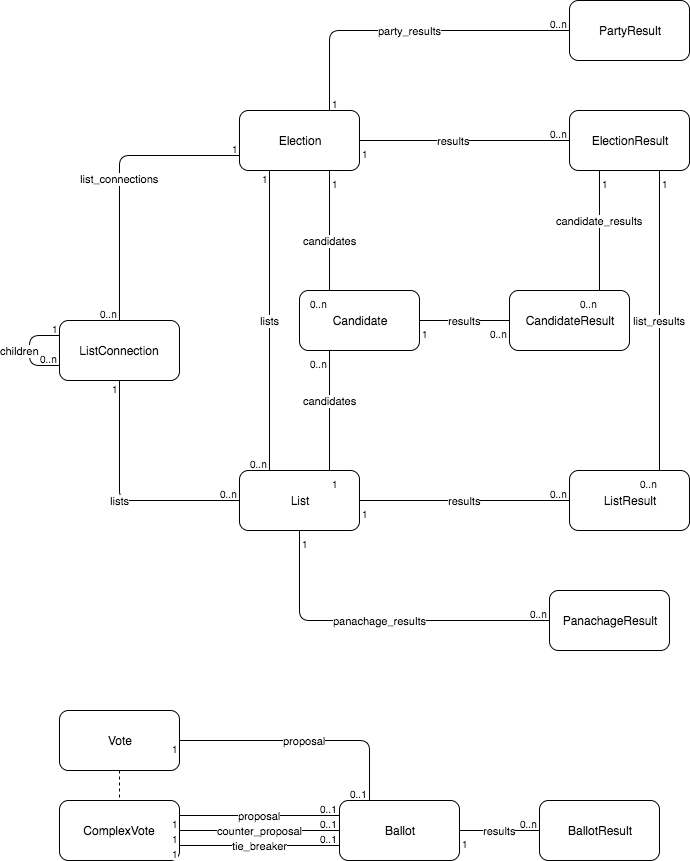 0..n
party_results
PartyResult
1
Election
ElectionResult
1
1
results
0..n
list_connections
1
1
1
1
candidate_results
candidates
0..n
0..n
0..n
Candidate
results
CandidateResult
lists
list_results
1
0..n
1
children
0..n
ListConnection
1
0..n
candidates
0..n
lists
0..n
List
1
1
results
0..n
0..n
ListResult
1
panachage_results
0..n
PanachageResult
Vote
1
proposal
0..1
ComplexVote
1
proposal
0..1
1
counter_proposal
0..1
1
tie_breaker
0..1
Ballot
1
results
0..n
BallotResult